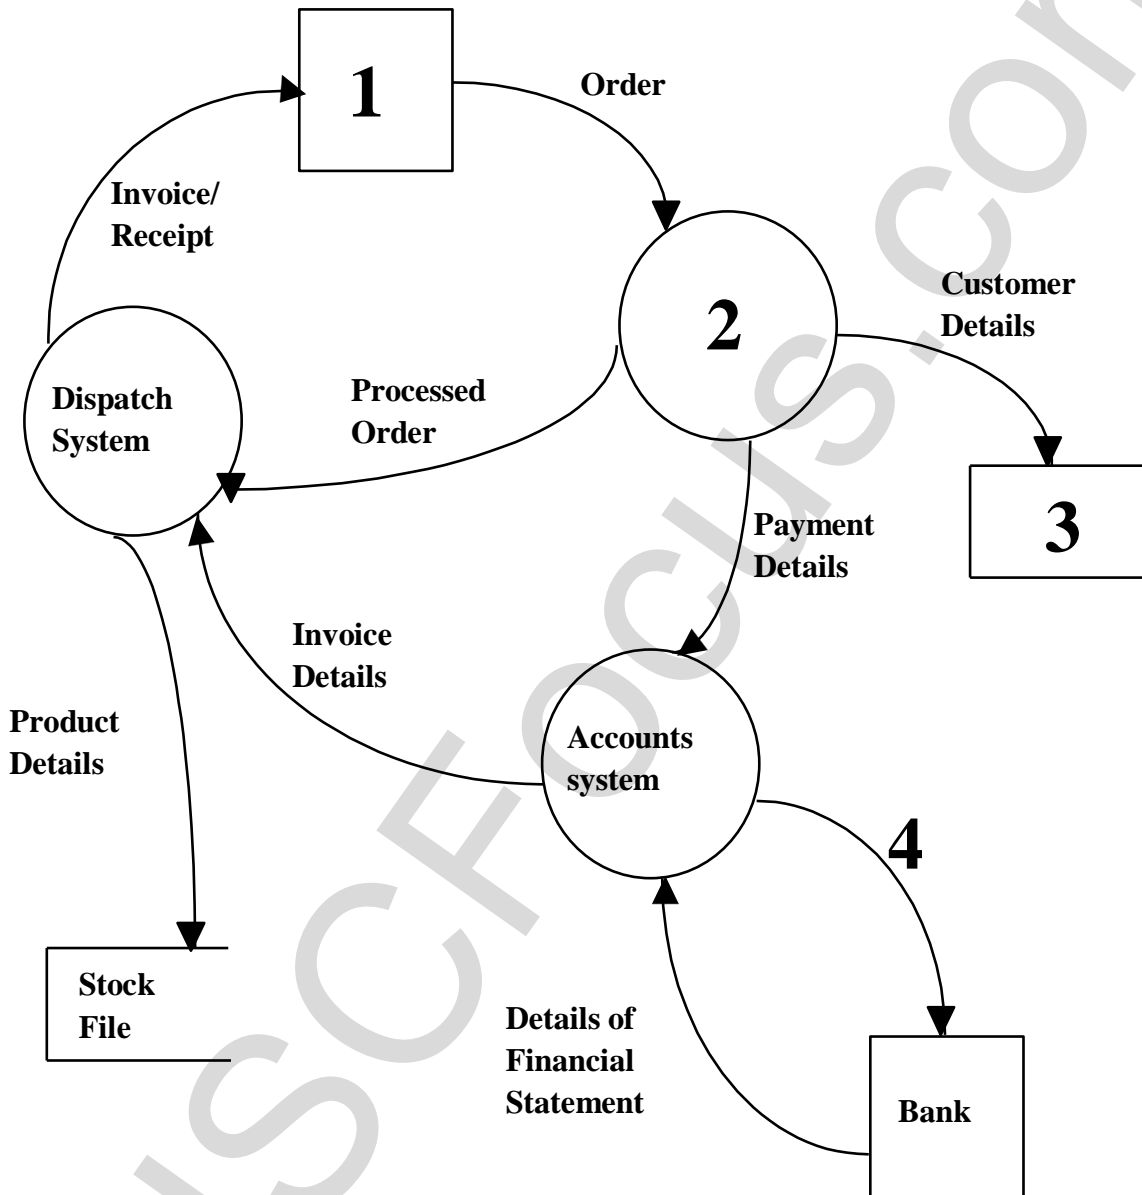 1
Order
Invoice/
Receipt
2
Customer
Details
Dispatch
System
Processed
Order
3
Payment
Details
Invoice
Details
Product
Details
Accounts
system
4
Stock
File
Details of
Financial
Statement
Bank